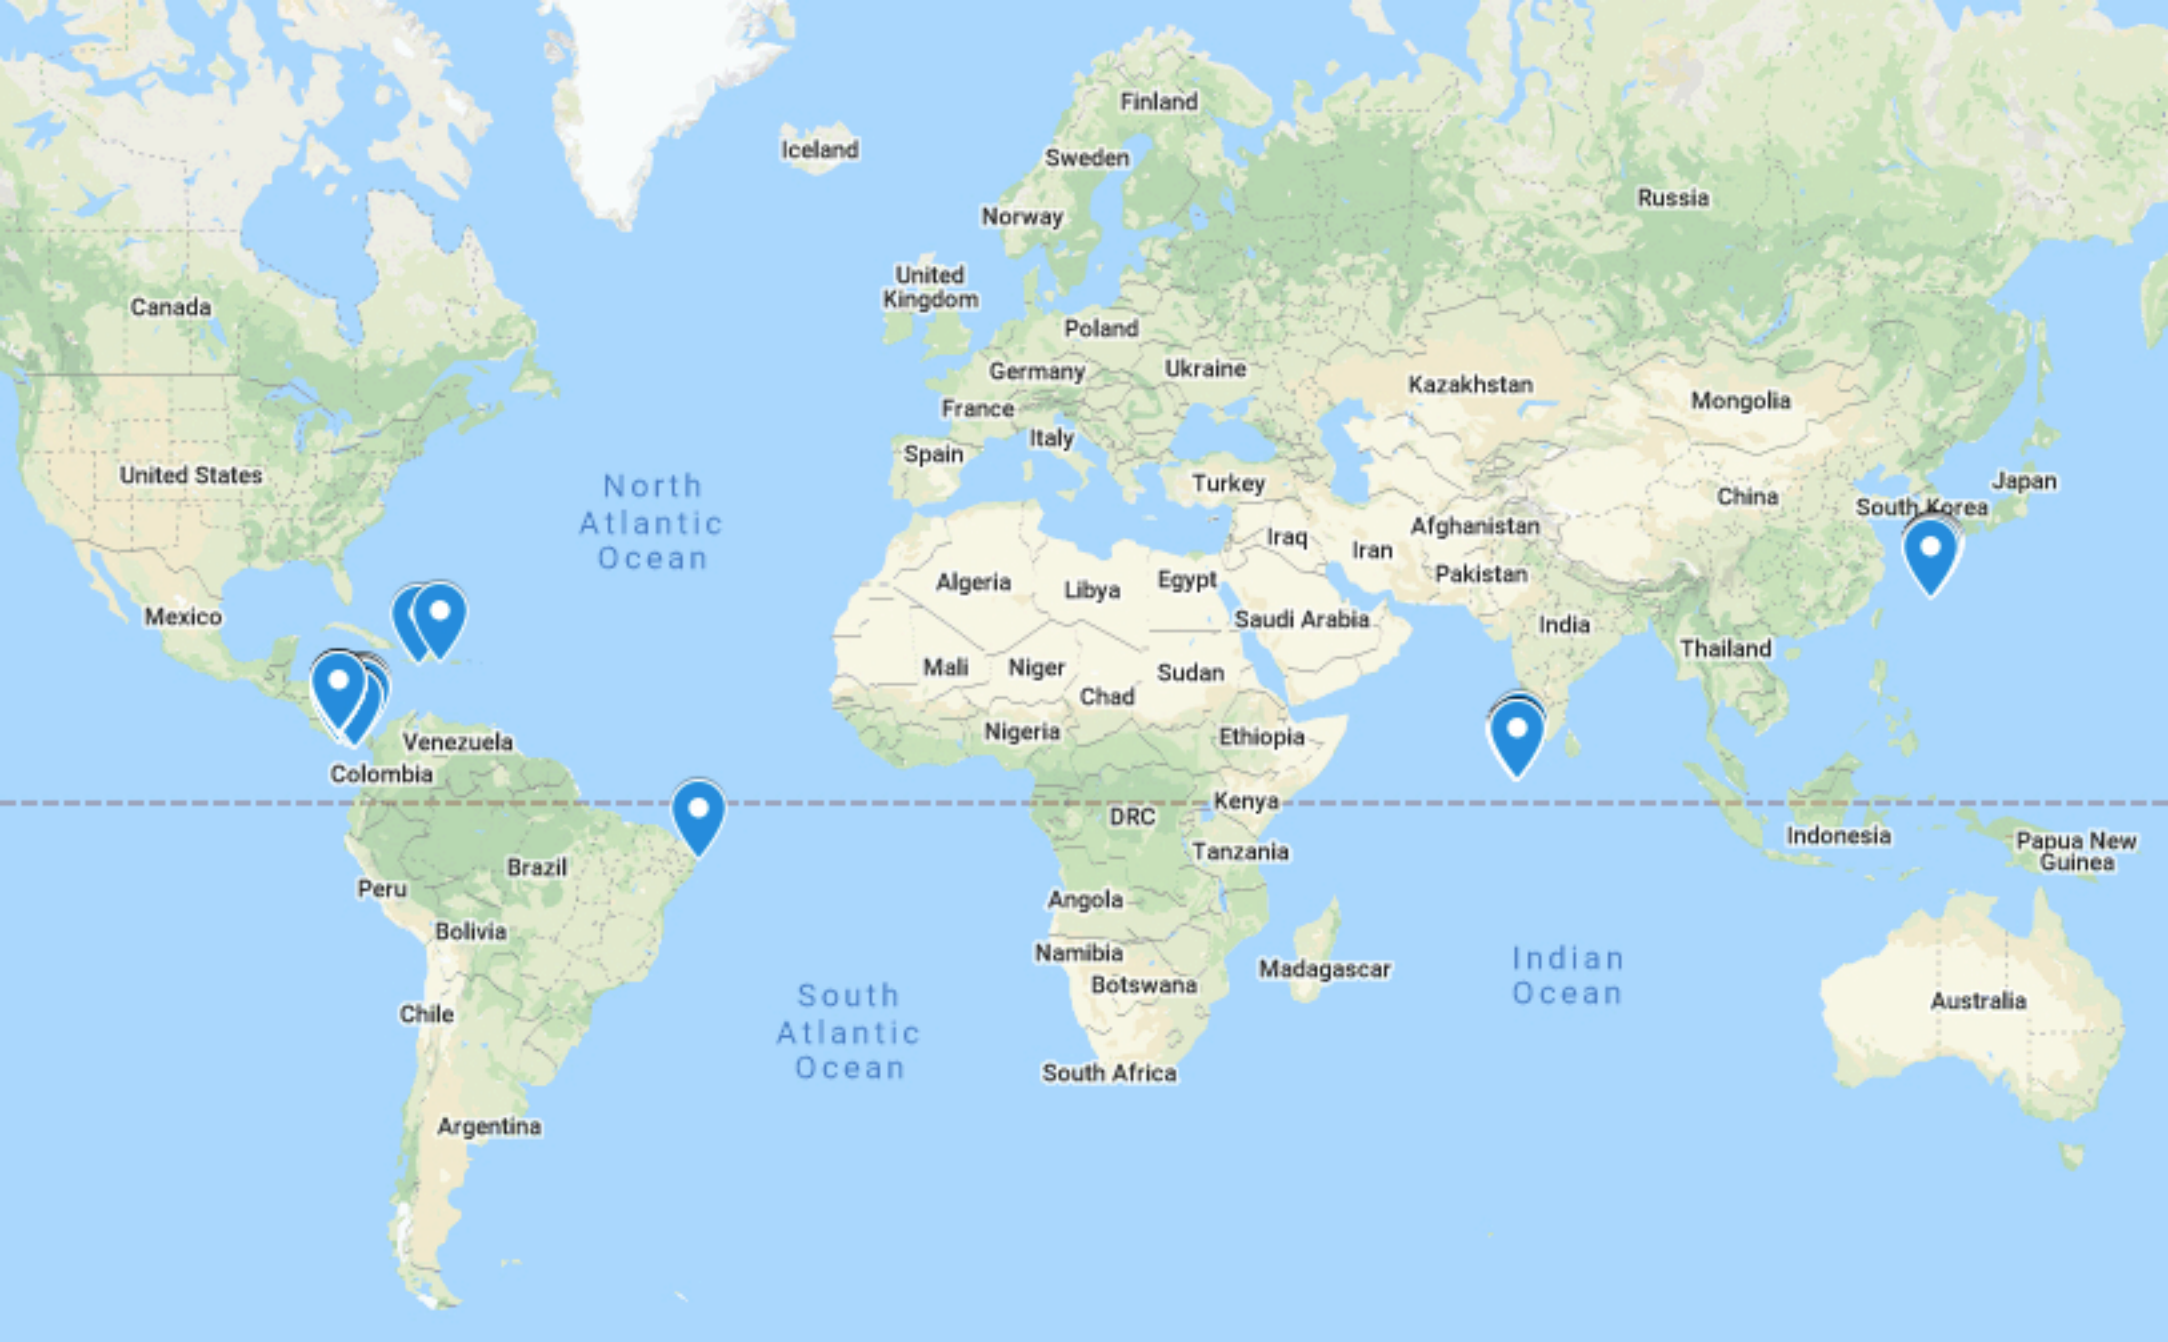 Finland
Iceland
Sweden
Russia
Norway
United
Kingdom
Canada
Poland
Germany
Ukraine
Kazakhstan
Mongolia
France
Italy
Spain
United States
Turkey
Japan
China
South Korea
North
Atlantic
Ocean
Afghanistan
Iraq
Iran
Pakistan
Algeria
Libya
Egypt
Mexico
Saudi Arabia
India
Thailand
Mali
Niger
Sudan
Chad
Nigeria
Ethiopia
Venezuela
Colombia
Kenya
DRC
Indonesia
Papua New
Guinea
Tanzania
Brazil
Peru
Angola
Bolivia
Namibia
Madagascar
Indian
Ocean
Botswana
South
Atlantic
Ocean
Australia
Chile
South Africa
Argentina